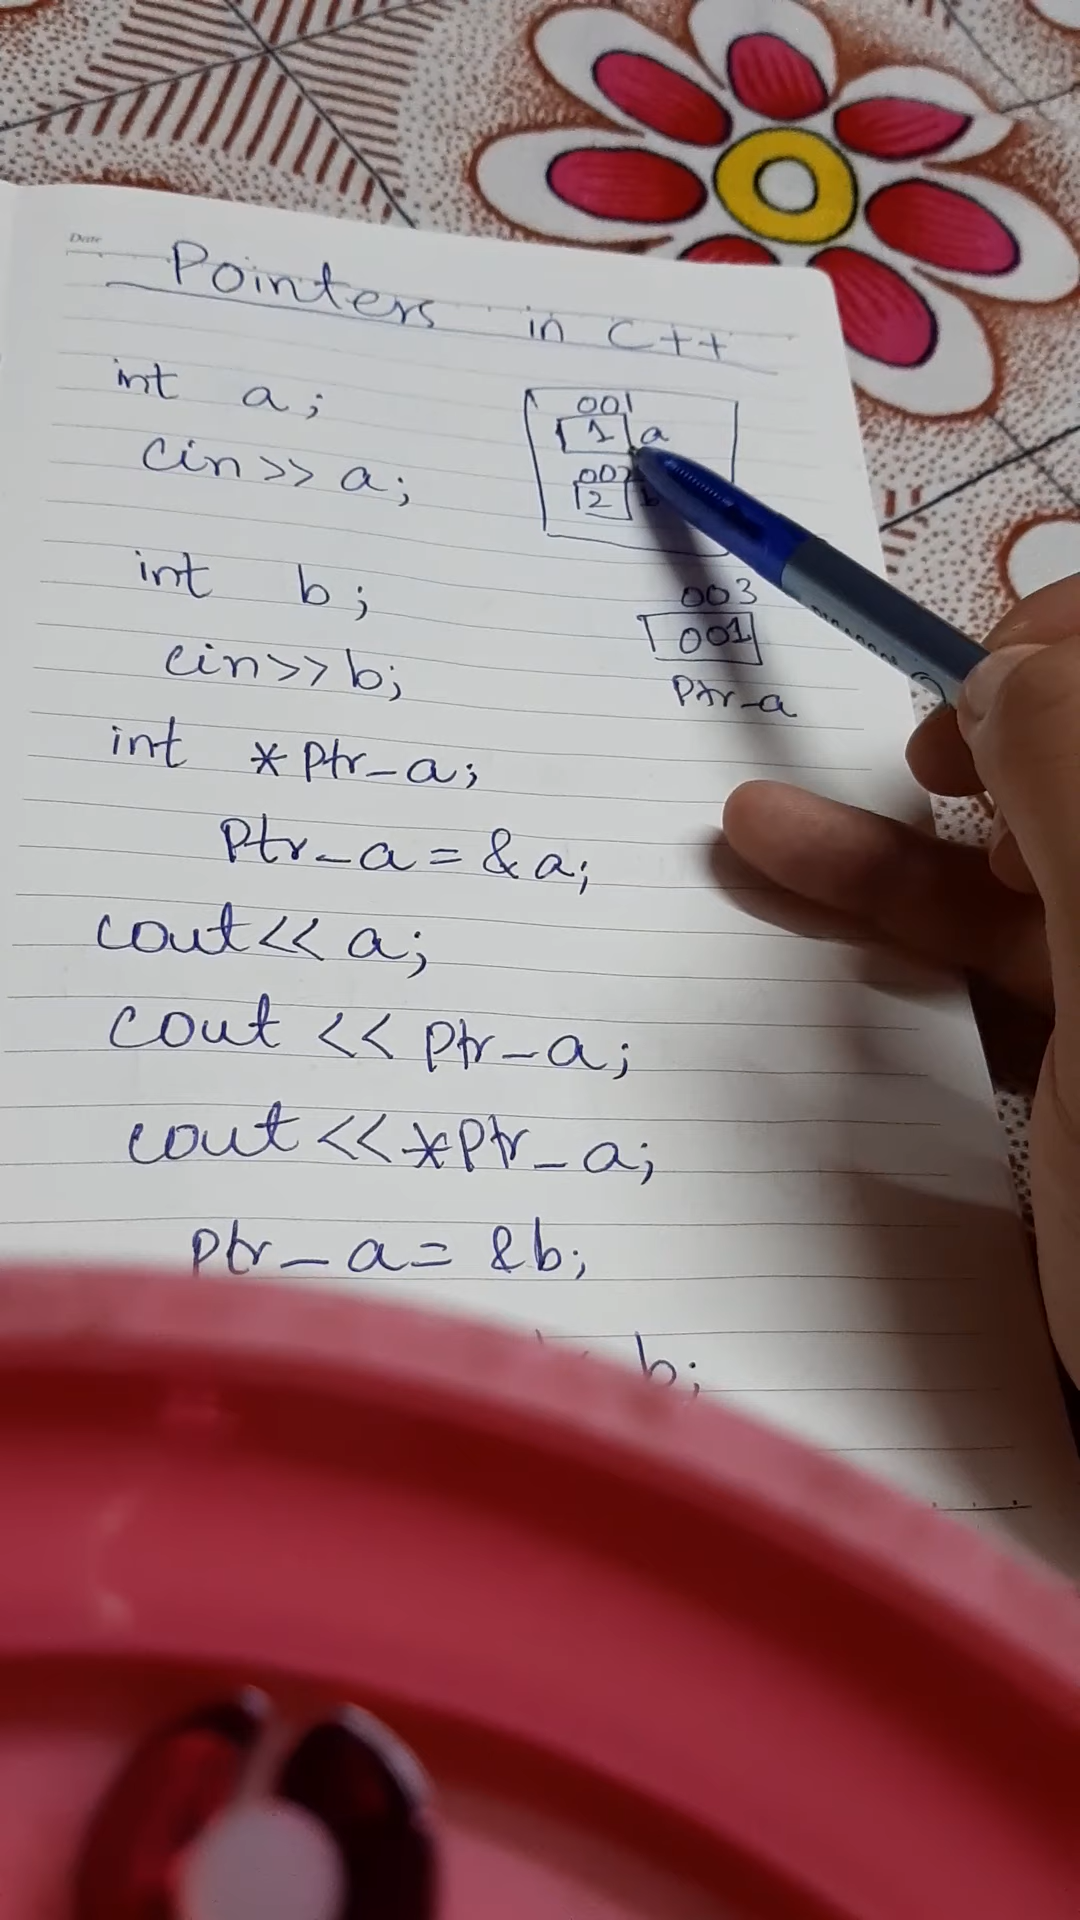 Date
Pointers in C++
int a;
cin>> a;
int b;
cin>> b;
int *Ptr_a;
Ptr_a = &a;
cout<< a;
cout << Ptr_a;
cout << *Ptr_a;
Ptr_a = &b;
b;
001
1 a
002
2 b
003
001
Ptr_a